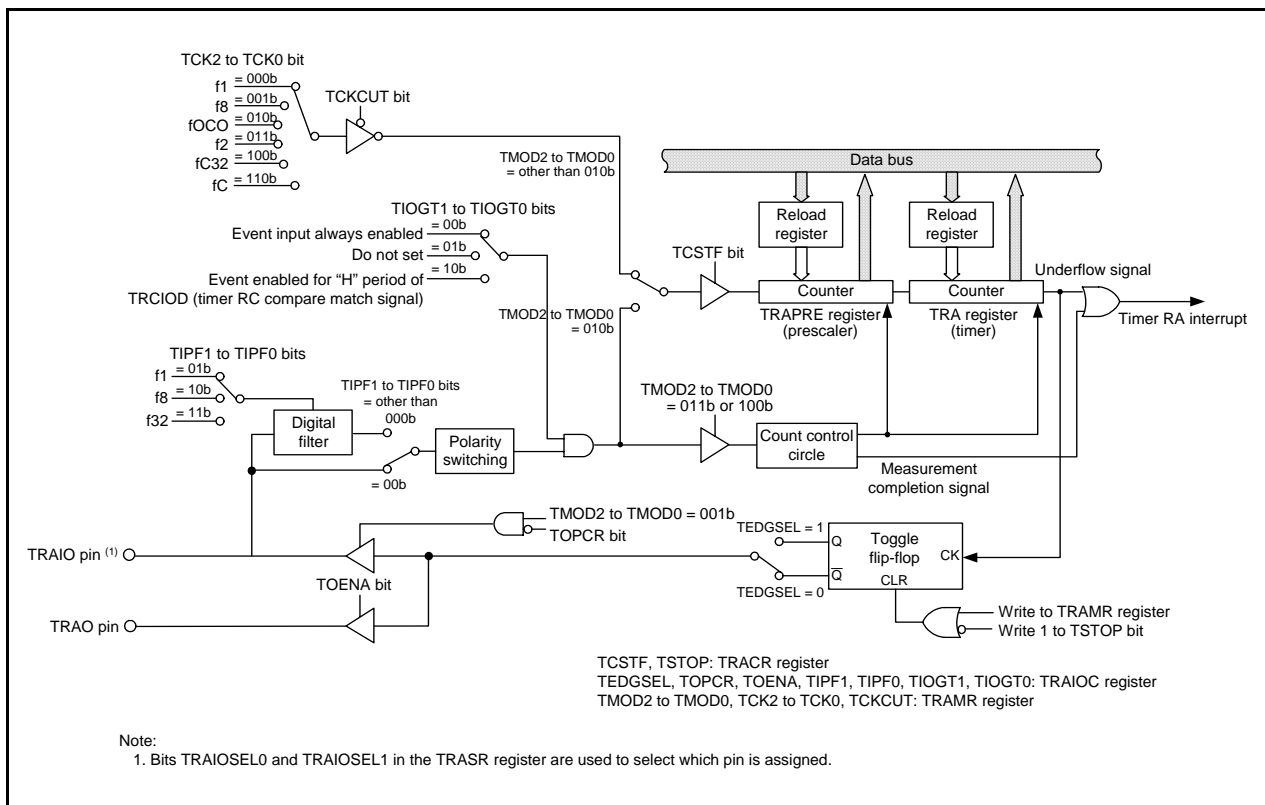 TCK2 to TCK0 bit
f1
= 000b
f8
= 001b
fOCO
= 010b
f2
= 011b
fC32
= 100b
fC
= 110b
TCKCUT bit
TMOD2 to TMOD0
= other than 010b
Data bus
TIOGT1 to TIOGT0 bits
Event input always enabled
= 00b
Do not set
= 01b
Event enabled for “H” period of
= 10b
TRCIOD (timer RC compare match signal)
Reload
register
Reload
register
TCSTF bit
Counter
Counter
Underflow signal
TRAPRE register
(prescaler)
TRA register
(timer)
Timer RA interrupt
TMOD2 to TMOD0
= 010b
TIPF1 to TIPF0 bits
f1
= 01b
f8
= 10b
f32
= 11b
TIPF1 to TIPF0 bits
= other than
000b
Digital
filter
= 00b
Polarity
switching
TMOD2 to TMOD0
= 011b or 100b
Count control
circle
Measurement
completion signal
TMOD2 to TMOD0 = 001b
TOPCR bit
TEDGSEL = 1
Q
Toggle
flip-flop
CK
Q
CLR
TEDGSEL = 0
TRAIO pin (1)
TOENA bit
TRAO pin
Write to TRAMR register
Write 1 to TSTOP bit
TCSTF, TSTOP: TRACR register
TEDGSEL, TOPCR, TOENA, TIPF1, TIPF0, TIOGT1, TIOGT0: TRAIOC register
TMOD2 to TMOD0, TCK2 to TCK0, TCKCUT: TRAMR register
Note:
1. Bits TRAIOSEL0 and TRAIOSEL1 in the TRASR register are used to select which pin is assigned.